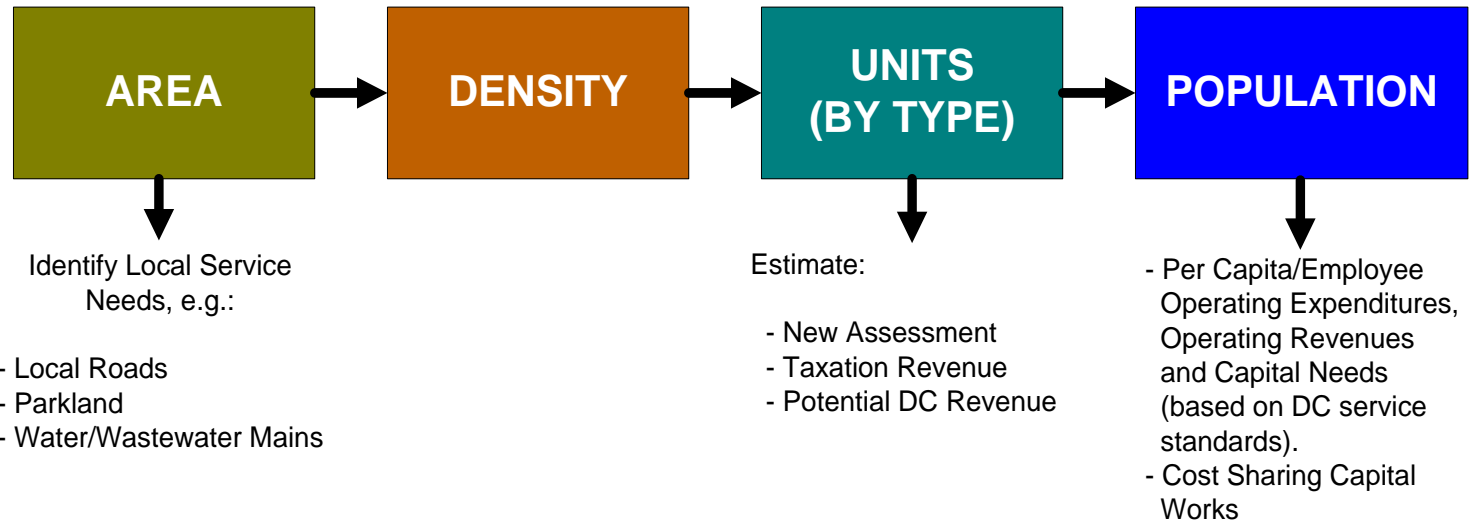 AREA
DENSITY
UNITS
(BY TYPE)
POPULATION
Identify Local Service
Needs, e.g.:
- Local Roads
- Parkland
- Water/Wastewater Mains
Estimate:
- New Assessment
- Taxation Revenue
- Potential DC Revenue
- Per Capita/Employee
Operating Expenditures,
Operating Revenues
and Capital Needs
(based on DC service
standards).
- Cost Sharing Capital
Works